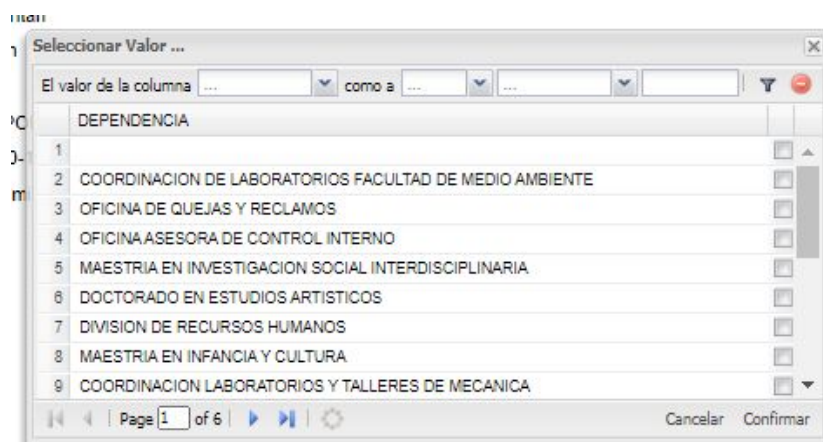 Seleccionar Valor ...
El valor de la columna ... como a ... ...
DEPENDENCIA
1
2 COORDINACION DE LABORATORIOS FACULTAD DE MEDIO AMBIENTE
3 OFICINA DE QUEJAS Y RECLAMOS
4 OFICINA ASESORA DE CONTROL INTERNO
5 MAESTRIA EN INVESTIGACION SOCIAL INTERDISCIPLINARIA
6 DOCTORADO EN ESTUDIOS ARTISTICOS
7 DIVISION DE RECURSOS HUMANOS
8 MAESTRIA EN INFANCIA Y CULTURA
9 COORDINACION LABORATORIOS Y TALLERES DE MECANICA
Page 1 of 6 Cancelar Confirmar